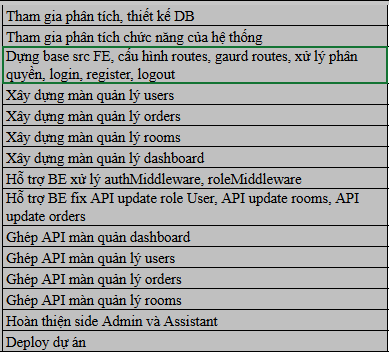 Tham gia phân tích, thiết kế DB
Tham gia phân tích chức năng của hệ thống
Dựng base src FE, cấu hình routes, gaurd routes, xử lý phân
quyền, login, register, logout
Xây dựng màn quản lý users
Xây dựng màn quản lý orders
Xây dựng màn quản lý rooms
Xây dựng màn quản lý dashboard
Hỗ trợ BE xử lý authMiddleware, roleMiddleware
Hỗ trợ BE fix API update role User, API update rooms, API
update orders
Ghép API màn quản dashboard
Ghép API màn quản lý users
Ghép API màn quản lý orders
Ghép API màn quản lý rooms
Hoàn thiện side Admin và Assistant
Deploy dự án